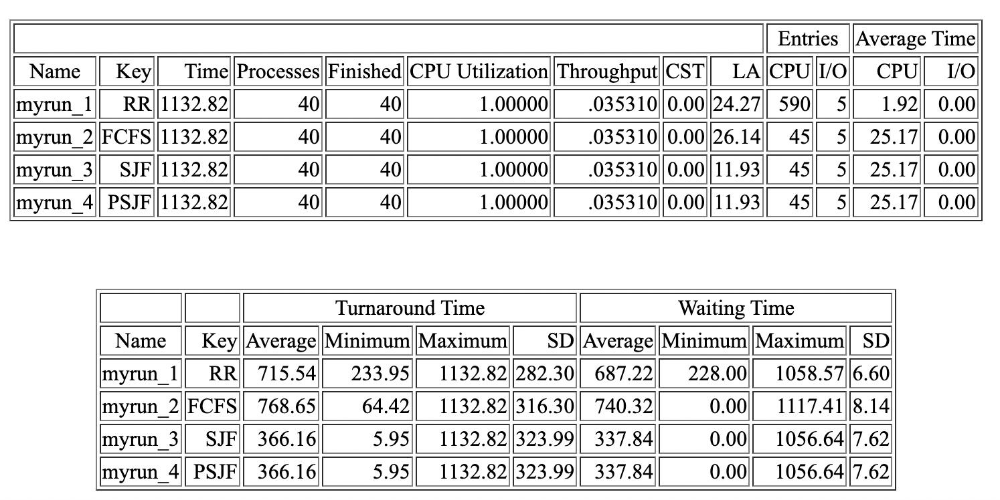 Entries Average Time
Name Key Time Processes Finished CPU Utilization Throughput CST LA CPU I/O CPU I/O
myrun_1 RR 1132.82 40 40 1.00000 .035310 0.00 24.27 590 5 1.92 0.00
myrun_2 FCFS 1132.82 40 40 1.00000 .035310 0.00 26.14 45 5 25.17 0.00
myrun_3 SJF 1132.82 40 40 1.00000 .035310 0.00 11.93 45 5 25.17 0.00
myrun_4 PSJF 1132.82 40 40 1.00000 .035310 0.00 11.93 45 5 25.17 0.00
Turnaround Time Waiting Time
Name Key Average Minimum Maximum SD Average Minimum Maximum SD
myrun_1 RR 715.54 233.95 1132.82 282.30 687.22 228.00 1058.57 6.60
myrun_2 FCFS 768.65 64.42 1132.82 316.30 740.32 0.00 1117.41 8.14
myrun_3 SJF 366.16 5.95 1132.82 323.99 337.84 0.00 1056.64 7.62
myrun_4 PSJF 366.16 5.95 1132.82 323.99 337.84 0.00 1056.64 7.62